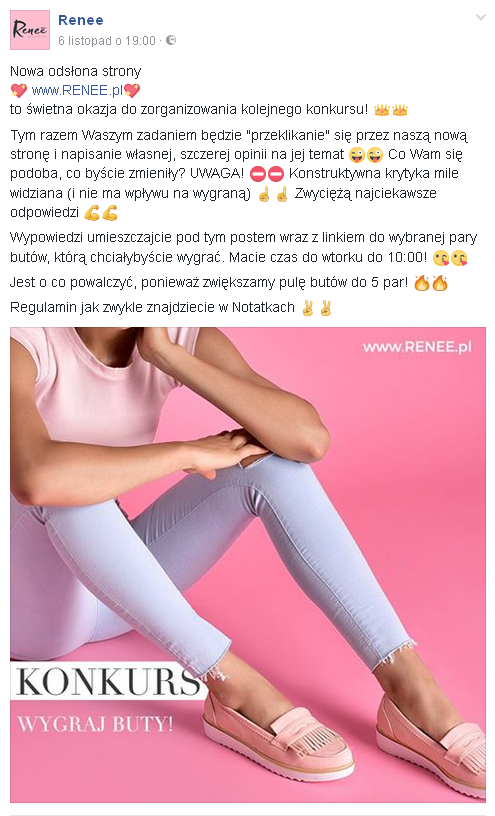 Renee
Renee
6 listopad o 19:00 ·
Nowa odsłona strony
💖 www.RENEE.pl💖
to świetna okazja do zorganizowania kolejnego konkursu! 👑👑
Tym razem Waszym zadaniem będzie "przeklikanie" się przez naszą nową
stronę i napisanie własnej, szczerej opinii na jej temat 😜😜 Co Wam się
podoba, co byście zmieniły? UWAGA! ⛔⛔ Konstruktywna krytyka mile
widziana (i nie ma wpływu na wygraną) ☝☝ Zwyciężą najciekawsze
odpowiedzi 💪💪
Wypowiedzi umieszczajcie pod tym postem wraz z linkiem do wybranej pary
butów, którą chciałybyście wygrać. Macie czas do wtorku do 10:00! 😘😘
Jest o co powalczyć, ponieważ zwiększamy pulę butów do 5 par! 🔥🔥
Regulamin jak zwykle znajdziecie w Notatkach ✌✌
www.RENEE.pl
KONKURS
WYGRAJ BUTY!